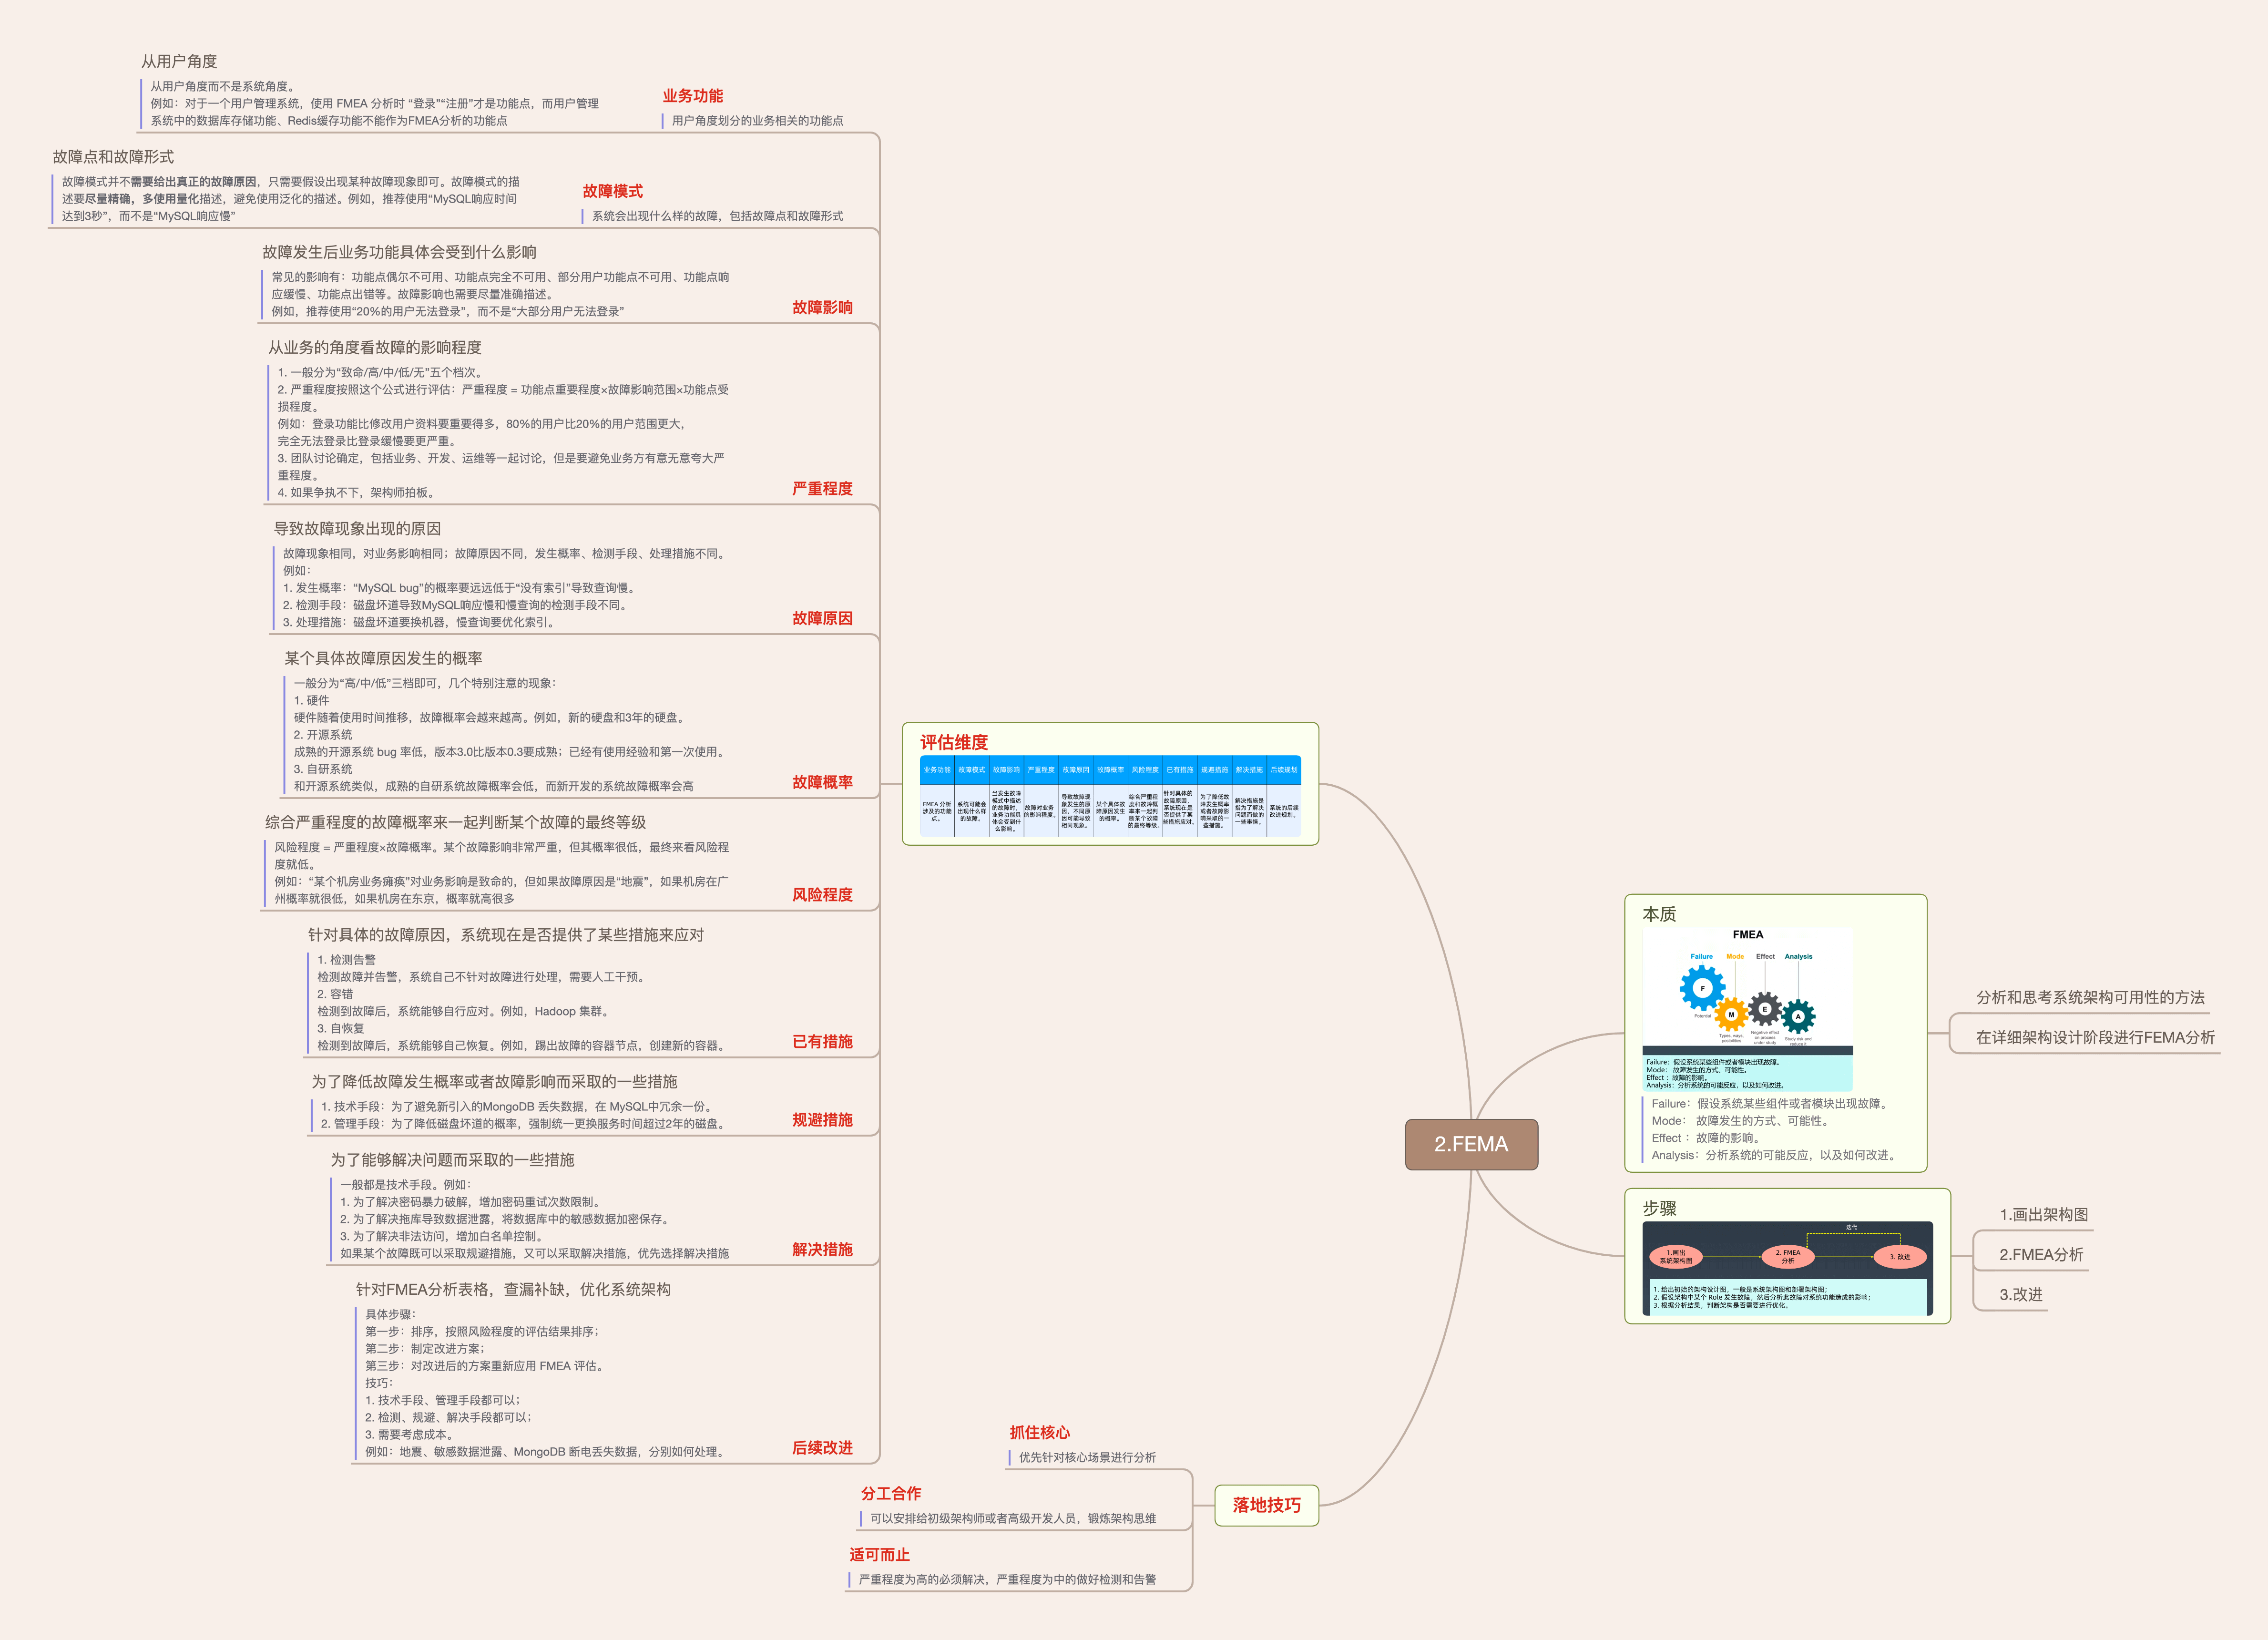 2.FEMA
本质
FMEA
Failure Mode Effect Analysis
F
M
E
A
Potential
Types, ways,
possibilities
Negative effect
on process
under study
Study risk and
reduce it
Failure：假设系统某些组件或者模块出现故障。
Mode： 故障发生的方式、可能性。
Effect ：故障的影响。
Analysis：分析系统的可能反应，以及如何改进。
Failure：假设系统某些组件或者模块出现故障。
Mode： 故障发生的方式、可能性。
Effect ：故障的影响。
Analysis：分析系统的可能反应，以及如何改进。
分析和思考系统架构可用性的方法
在详细架构设计阶段进行FEMA分析
步骤
迭代
1.画出
系统架构图
2. FMEA
分析
3. 改进
1. 给出初始的架构设计图，一般是系统架构图和部署架构图；
2. 假设架构中某个 Role 发生故障，然后分析此故障对系统功能造成的影响；
3. 根据分析结果，判断架构是否需要进行优化。
1.画出架构图
2.FMEA分析
3.改进
评估维度
业务功能 故障模式 故障影响 严重程度 故障原因 故障概率 风险程度 已有措施 规避措施 解决措施 后续规划
FMEA 分析
涉及的功能
点。
系统可能会
出现什么样
的故障。
当发生故障
模式中描述
的故障时，
业务功能具
体会受到什
么影响。
故障对业务
的影响程度。
导致故障现
象发生的原
因，不同原
因可能导致
相同现象。
某个具体故
障原因发生
的概率。
综合严重程
度和故障概
率来一起判
断某个故障
的最终等级。
针对具体的
故障原因，
系统现在是
否提供了某
些措施应对。
为了降低故
障发生概率
或者故障影
响采取的一
些措施。
解决措施是
指为了解决
问题而做的
一些事情。
系统的后续
改进规划。
业务功能
用户角度划分的业务相关的功能点
从用户角度
从用户角度而不是系统角度。
例如：对于一个用户管理系统，使用 FMEA 分析时 “登录”“注册”才是功能点，而用户管理
系统中的数据库存储功能、Redis缓存功能不能作为FMEA分析的功能点
故障模式
系统会出现什么样的故障，包括故障点和故障形式
故障点和故障形式
故障模式并不需要给出真正的故障原因，只需要假设出现某种故障现象即可。故障模式的描
述要尽量精确，多使用量化描述，避免使用泛化的描述。例如，推荐使用“MySQL响应时间
达到3秒”，而不是“MySQL响应慢”
故障影响
故障发生后业务功能具体会受到什么影响
常见的影响有：功能点偶尔不可用、功能点完全不可用、部分用户功能点不可用、功能点响
应缓慢、功能点出错等。故障影响也需要尽量准确描述。
例如，推荐使用“20%的用户无法登录”，而不是“大部分用户无法登录”
严重程度
从业务的角度看故障的影响程度
1. 一般分为“致命/高/中/低/无”五个档次。
2. 严重程度按照这个公式进行评估：严重程度 = 功能点重要程度×故障影响范围×功能点受
损程度。
例如：登录功能比修改用户资料要重要得多，80%的用户比20%的用户范围更大，
完全无法登录比登录缓慢要更严重。
3. 团队讨论确定，包括业务、开发、运维等一起讨论，但是要避免业务方有意无意夸大严
重程度。
4. 如果争执不下，架构师拍板。
故障原因
导致故障现象出现的原因
故障现象相同，对业务影响相同；故障原因不同，发生概率、检测手段、处理措施不同。
例如：
1. 发生概率：“MySQL bug”的概率要远远低于“没有索引”导致查询慢。
2. 检测手段：磁盘坏道导致MySQL响应慢和慢查询的检测手段不同。
3. 处理措施：磁盘坏道要换机器，慢查询要优化索引。
故障概率
某个具体故障原因发生的概率
一般分为“高/中/低”三档即可，几个特别注意的现象：
1. 硬件
硬件随着使用时间推移，故障概率会越来越高。例如，新的硬盘和3年的硬盘。
2. 开源系统
成熟的开源系统 bug 率低，版本3.0比版本0.3要成熟；已经有使用经验和第一次使用。
3. 自研系统
和开源系统类似，成熟的自研系统故障概率会低，而新开发的系统故障概率会高
风险程度
综合严重程度的故障概率来一起判断某个故障的最终等级
风险程度 = 严重程度×故障概率。某个故障影响非常严重，但其概率很低，最终来看风险程
度就低。
例如：“某个机房业务瘫痪”对业务影响是致命的，但如果故障原因是“地震”，如果机房在广
州概率就很低，如果机房在东京，概率就高很多
已有措施
针对具体的故障原因，系统现在是否提供了某些措施来应对
1. 检测告警
检测故障并告警，系统自己不针对故障进行处理，需要人工干预。
2. 容错
检测到故障后，系统能够自行应对。例如，Hadoop 集群。
3. 自恢复
检测到故障后，系统能够自己恢复。例如，踢出故障的容器节点，创建新的容器。
规避措施
为了降低故障发生概率或者故障影响而采取的一些措施
1. 技术手段：为了避免新引入的MongoDB 丢失数据，在 MySQL中冗余一份。
2. 管理手段：为了降低磁盘坏道的概率，强制统一更换服务时间超过2年的磁盘。
解决措施
为了能够解决问题而采取的一些措施
一般都是技术手段。例如：
1. 为了解决密码暴力破解，增加密码重试次数限制。
2. 为了解决拖库导致数据泄露，将数据库中的敏感数据加密保存。
3. 为了解决非法访问，增加白名单控制。
如果某个故障既可以采取规避措施，又可以采取解决措施，优先选择解决措施
后续改进
针对FMEA分析表格，查漏补缺，优化系统架构
具体步骤：
第一步：排序，按照风险程度的评估结果排序；
第二步：制定改进方案；
第三步：对改进后的方案重新应用 FMEA 评估。
技巧：
1. 技术手段、管理手段都可以；
2. 检测、规避、解决手段都可以；
3. 需要考虑成本。
例如：地震、敏感数据泄露、MongoDB 断电丢失数据，分别如何处理。
落地技巧
抓住核心
优先针对核心场景进行分析
分工合作
可以安排给初级架构师或者高级开发人员，锻炼架构思维
适可而止
严重程度为高的必须解决，严重程度为中的做好检测和告警